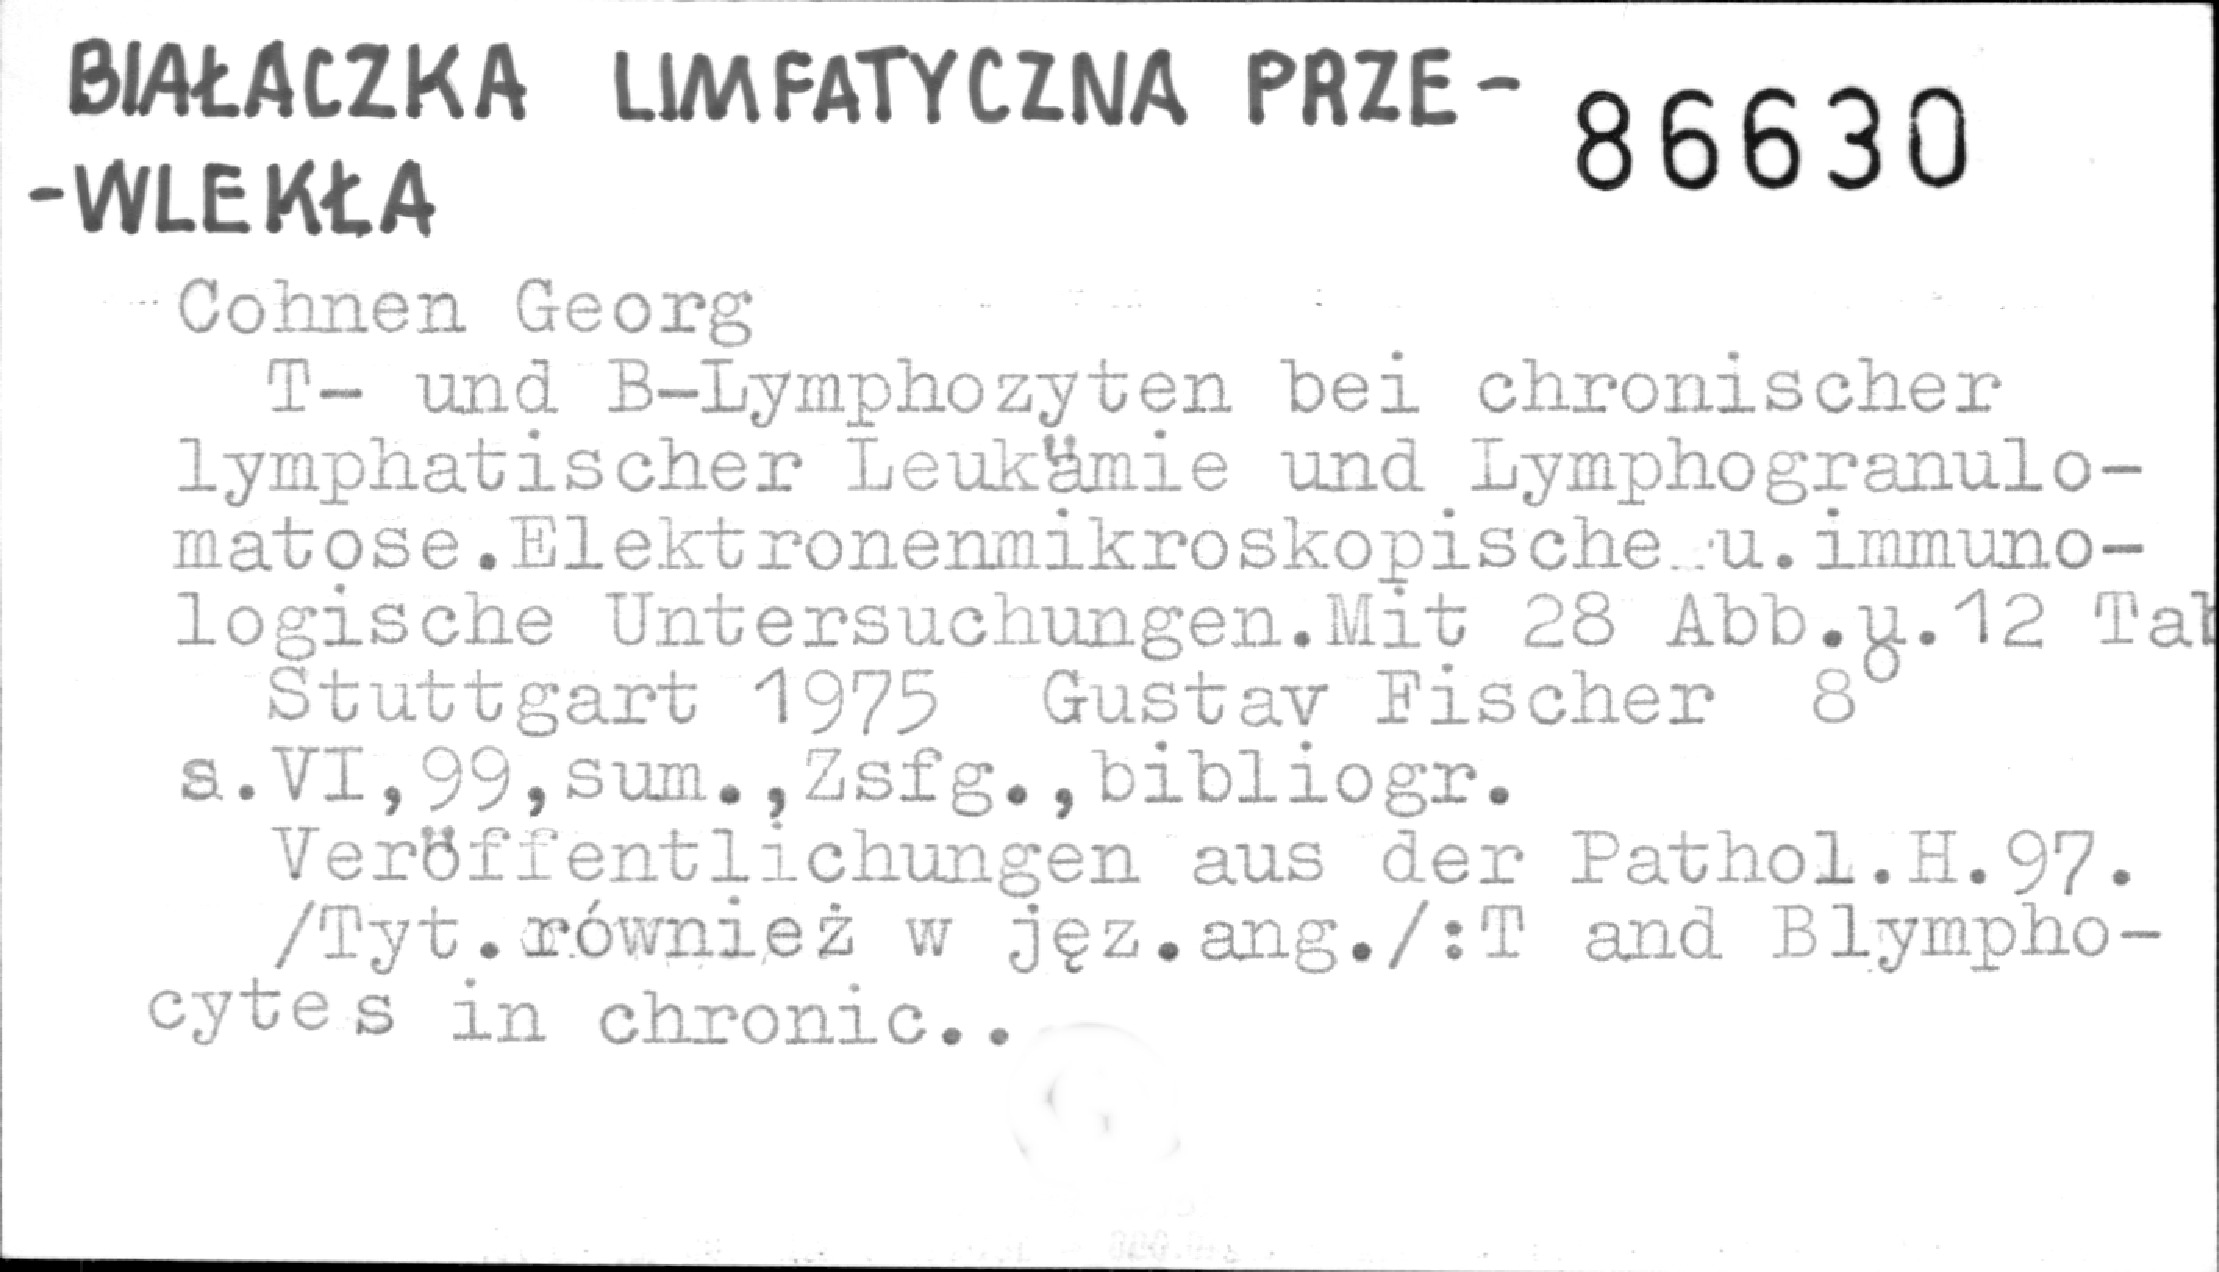 BIAŁACZKA LIMFATYCZNA PRZE-
86630
-WLEKŁA
Cohnen Georg
T- und B-Lymphozyten bei chronischer
lymphatischer Leukämie und Lymphogranulo-
matose.Elektronenmikroskopische u.immuno-
logische Untersuchungen.Mit 28 Abb.u.12 Tab
Stuttgart 1975 Gustav Fischer 8°
s.VI,99,sum.,Zsfg.,bibliogr.
Veröffentlichungen aus der Pathol.H.97.
/Tyt.również w jęz.ang./:T and Blympho-
cytes in chronic..